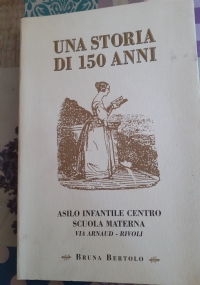 UNA STORIA
DI 150 ANNI
ASILO INFANTILE CENTRO
SCUOLA MATERNA
VIA ARNAUD - RIVOLI
BRUNA BERTOLO